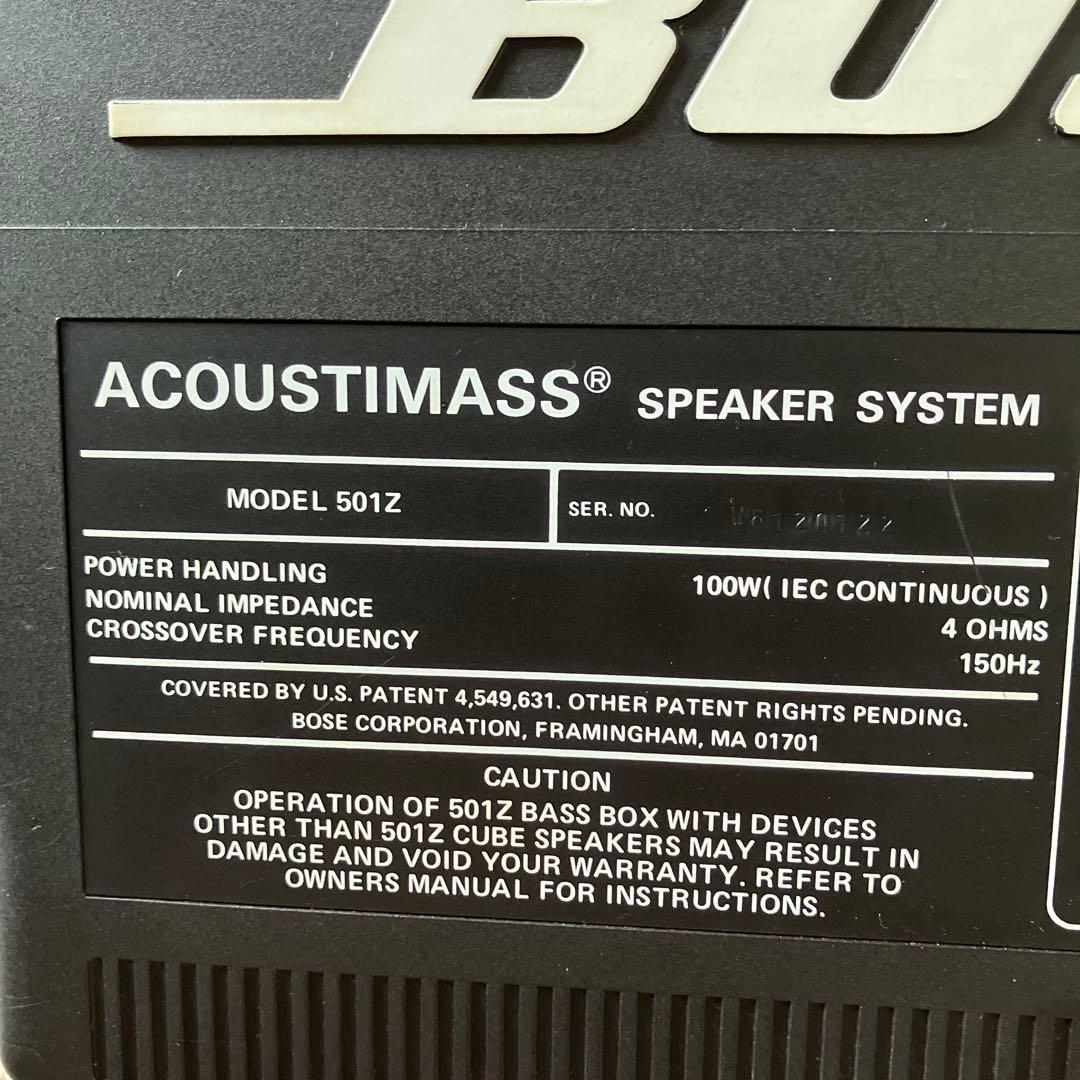 BOS
ACOUSTIMASS® SPEAKER SYSTEM
MODEL 501Z
SER. NO.
POWER HANDLING 100W( IEC CONTINUOUS )
NOMINAL IMPEDANCE 4 OHMS
CROSSOVER FREQUENCY 150Hz
COVERED BY U.S. PATENT 4,549,631. OTHER PATENT RIGHTS PENDING.
BOSE CORPORATION, FRAMINGHAM, MA 01701
CAUTION
OPERATION OF 501Z BASS BOX WITH DEVICES
OTHER THAN 501Z CUBE SPEAKERS MAY RESULT IN
DAMAGE AND VOID YOUR WARRANTY. REFER TO
OWNERS MANUAL FOR INSTRUCTIONS.